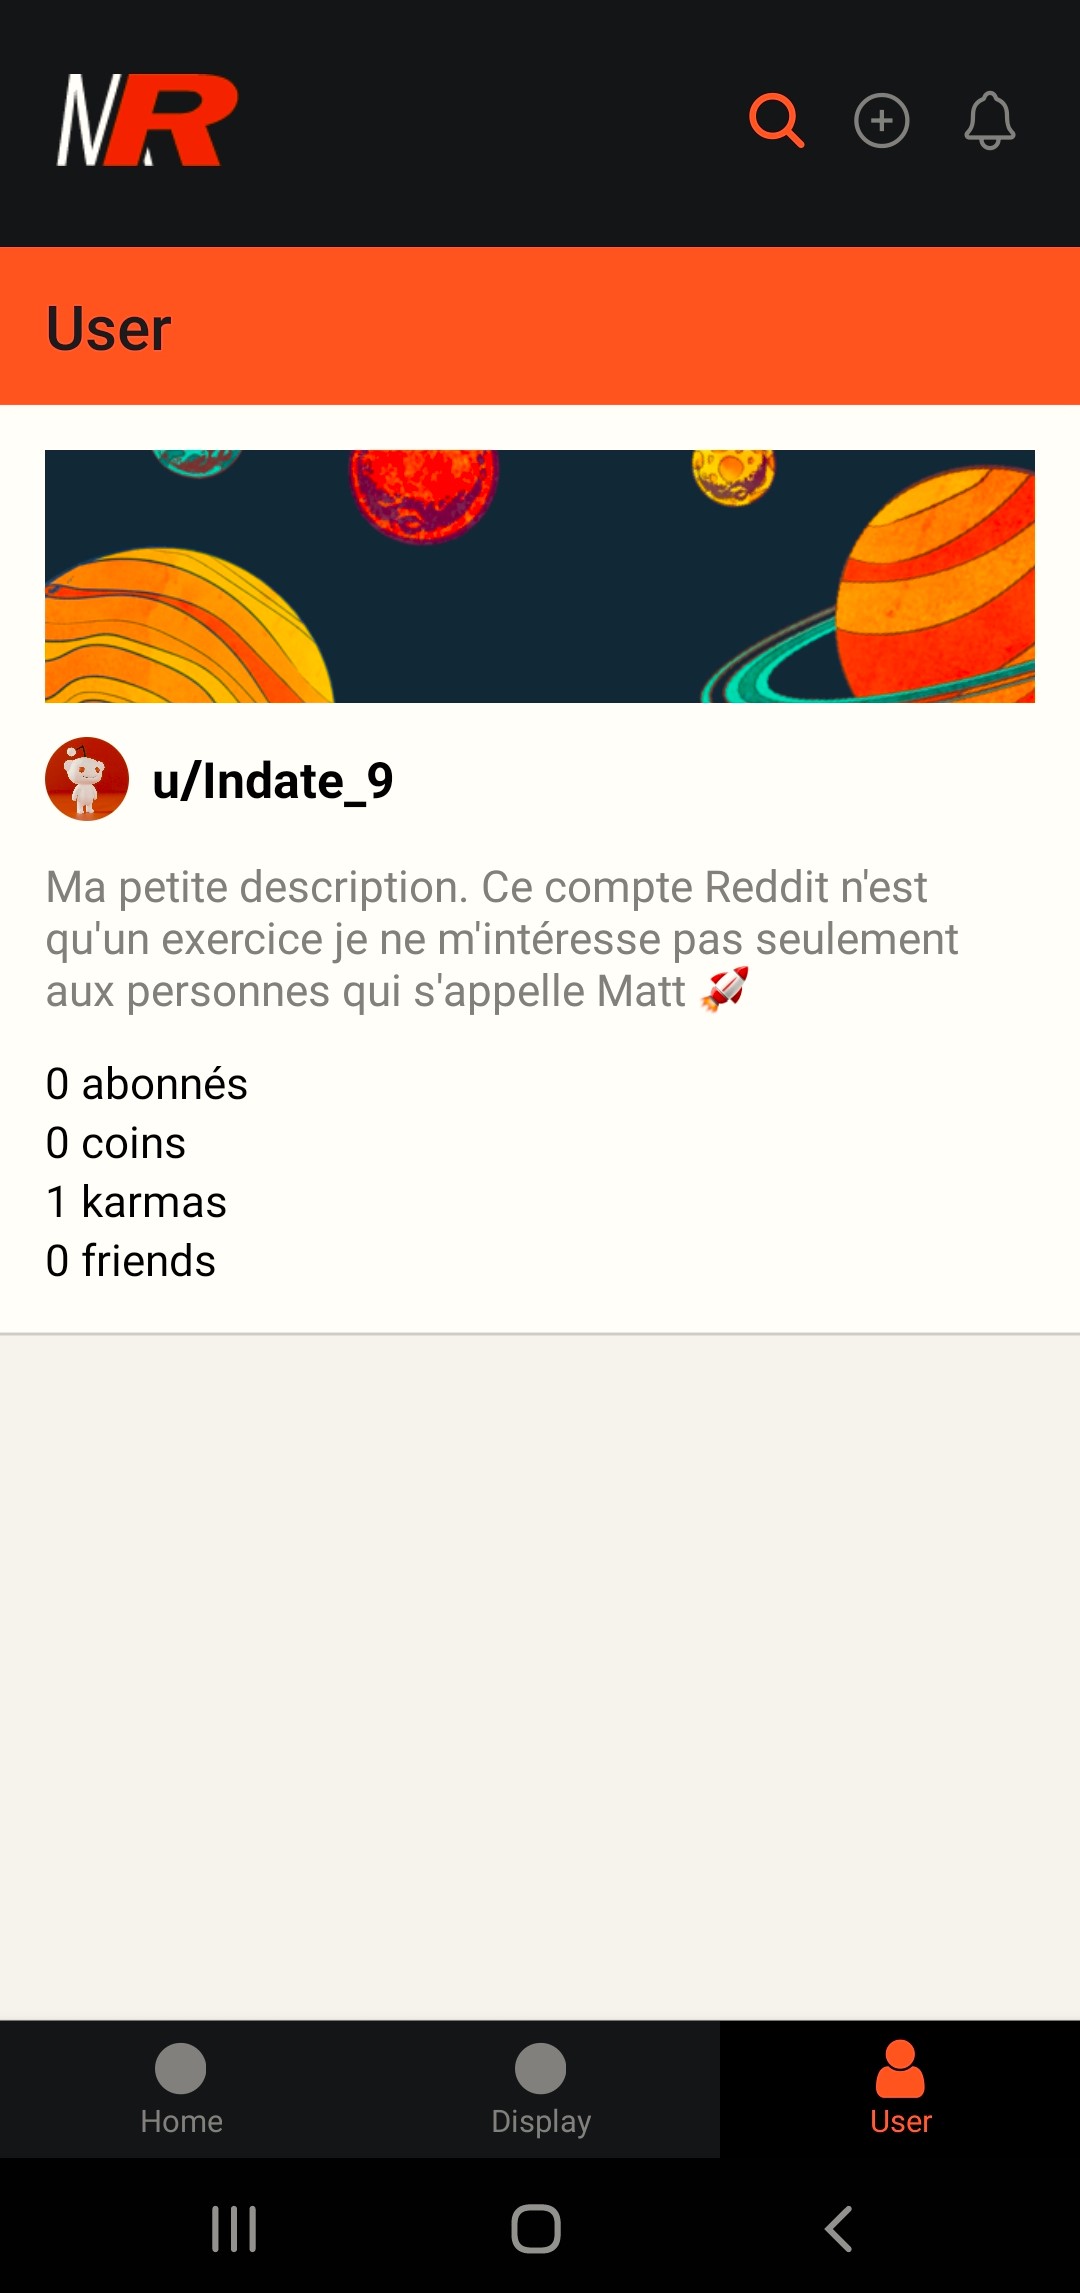 NR
User
u/Indate_9
Ma petite description. Ce compte Reddit n'est
qu'un exercice je ne m'intéresse pas seulement
aux personnes qui s'appelle Matt 🚀
0 abonnés
0 coins
1 karmas
0 friends
Home
Display
User